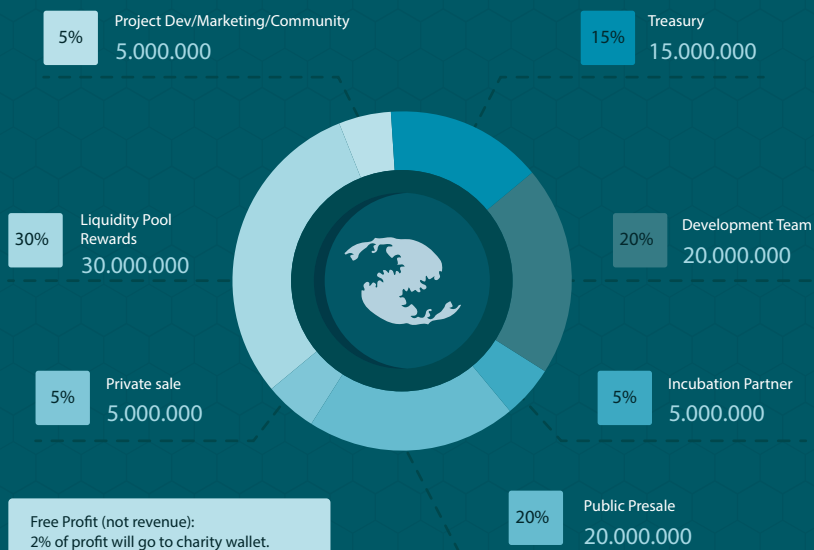 5%
Project Dev/Marketing/Community
5.000.000
15%
Treasury
15.000.000
30%
Liquidity Pool
Rewards
30.000.000
20%
Development Team
20.000.000
5%
Private sale
5.000.000
5%
Incubation Partner
5.000.000
20%
Public Presale
20.000.000
Free Profit (not revenue):
2% of profit will go to charity wallet.